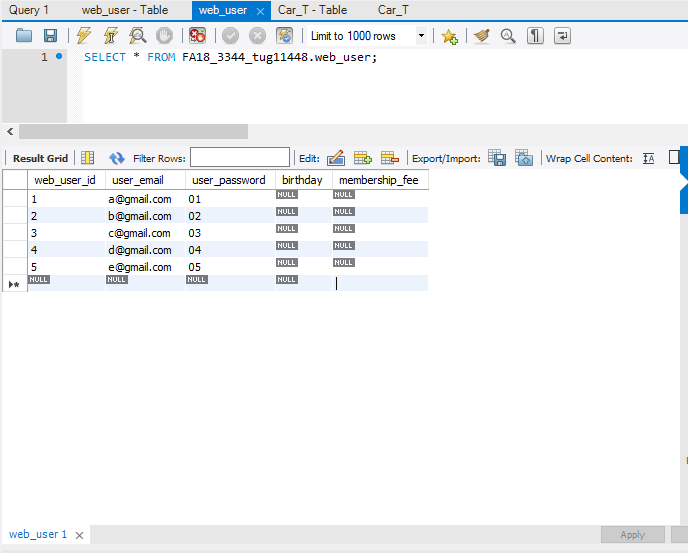 Query 1 web_user - Table web_user Car_T - Table Car_T
Limit to 1000 rows
1 SELECT * FROM FA18_3344_tug11448.web_user;
Result Grid Filter Rows: Edit: Export/Import: Wrap Cell Content:
web_user_id user_email user_password birthday membership_fee
1 a@gmail.com 01 NULL NULL
2 b@gmail.com 02 NULL NULL
3 c@gmail.com 03 NULL NULL
4 d@gmail.com 04 NULL NULL
5 e@gmail.com 05 NULL NULL
NULL NULL NULL NULL
web_user 1 Apply